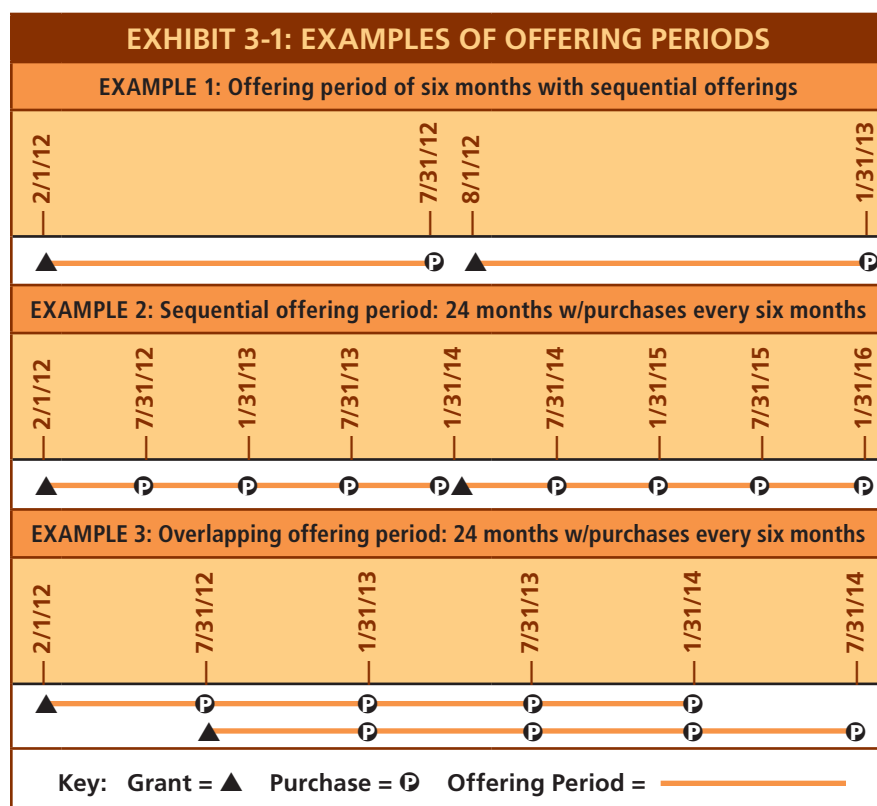 EXHIBIT 3-1: EXAMPLES OF OFFERING PERIODS
EXAMPLE 1: Offering period of six months with sequential offerings
2/1/12
7/31/12
8/1/12
1/31/13
P
P
EXAMPLE 2: Sequential offering period: 24 months w/purchases every six months
2/1/12
7/31/12
1/31/13
7/31/13
1/31/14
7/31/14
1/31/15
7/31/15
1/31/16
P
P
P
P
P
P
P
P
EXAMPLE 3: Overlapping offering period: 24 months w/purchases every six months
2/1/12
7/31/12
1/31/13
7/31/13
1/31/14
7/31/14
P
P
P
P
P
P
P
P
Key: Grant = ▲ Purchase = P Offering Period =